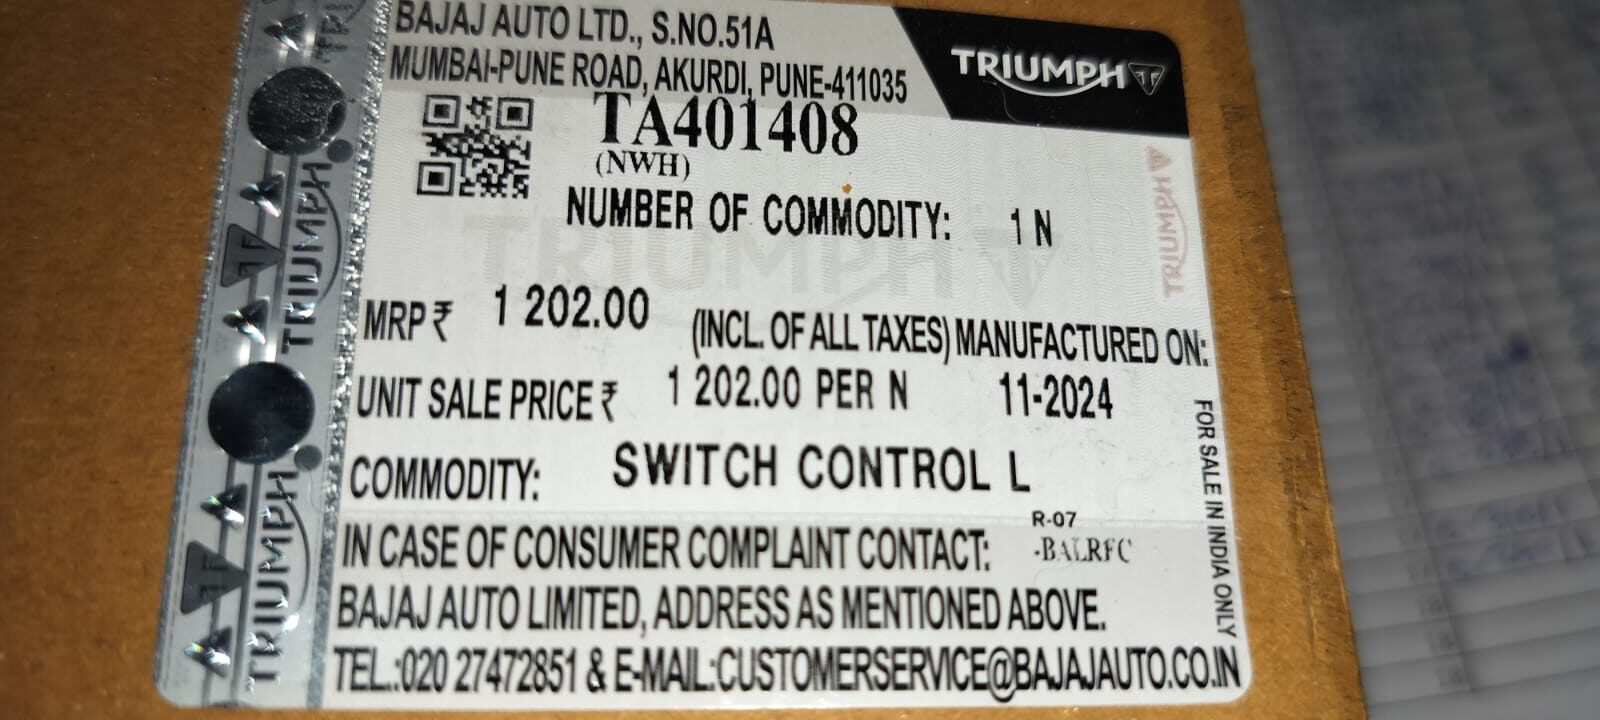 BAJAJ AUTO LTD., S.NO.51A
MUMBAI-PUNE ROAD, AKURDI, PUNE-411035
TRIUMPH
TA401408
(NWH)
NUMBER OF COMMODITY: 1 N
TRIUMPH
TRIUMPH
MRP ₹ 1 202.00 (INCL. OF ALL TAXES) MANUFACTURED ON:
UNIT SALE PRICE ₹ 1 202.00 PER N 11-2024
COMMODITY: SWITCH CONTROL L
R-07
IN CASE OF CONSUMER COMPLAINT CONTACT: -BALRFC
BAJAJ AUTO LIMITED, ADDRESS AS MENTIONED ABOVE.
TEL.:020 27472851 & E-MAIL:CUSTOMERSERVICE@BAJAJAUTO.CO.IN
FOR SALE IN INDIA ONLY
TRIUMPH
TRIUMPH